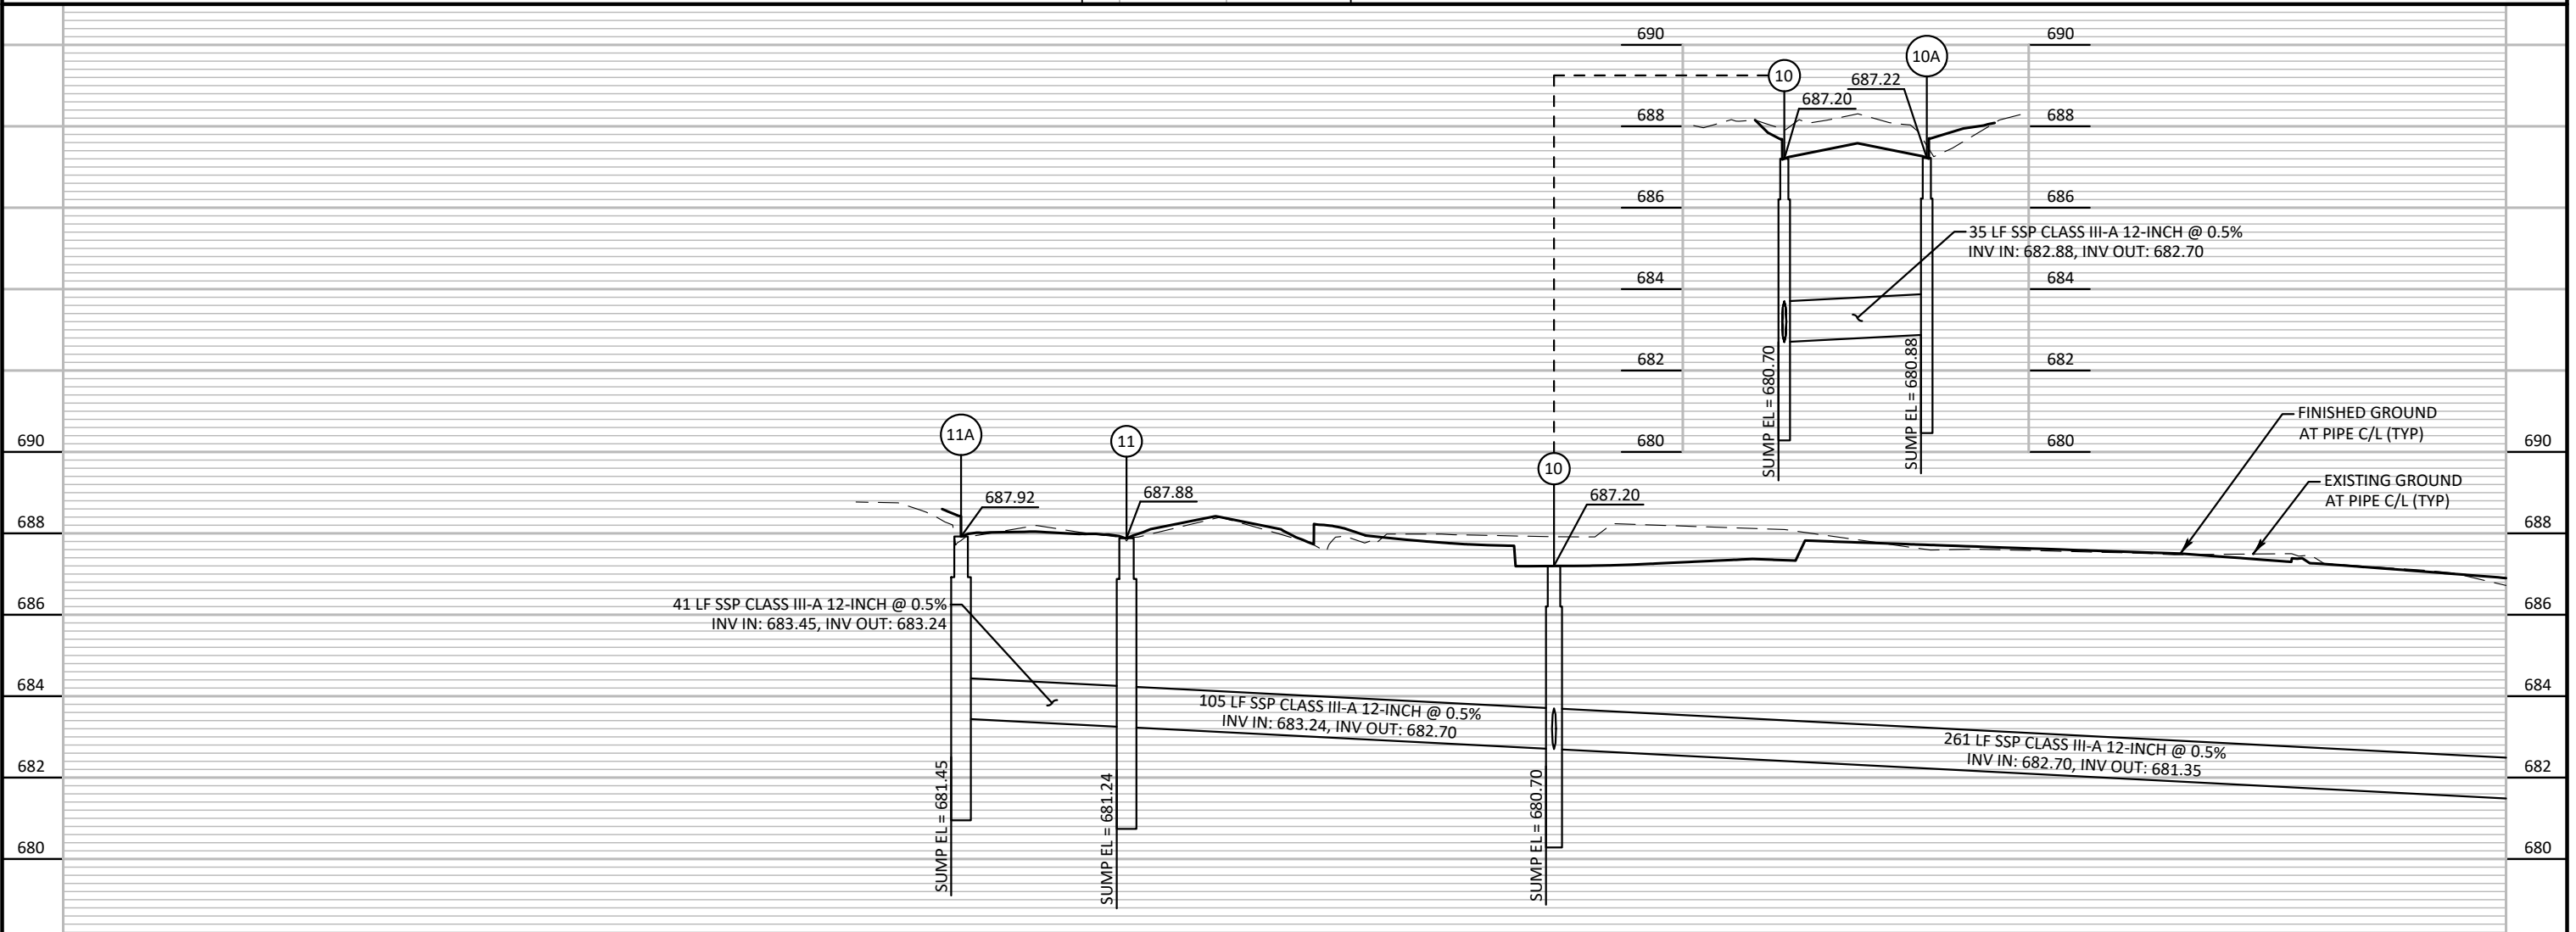 690
690
10
10A
687.22
687.20
688
688
686
686
35 LF SSP CLASS III-A 12-INCH @ 0.5%
INV IN: 682.88, INV OUT: 682.70
684
684
682
682
SUMP EL = 680.70
SUMP EL = 680.88
680
680
FINISHED GROUND
AT PIPE C/L (TYP)
EXISTING GROUND
AT PIPE C/L (TYP)
690
690
11A
11
10
687.92
687.88
687.20
688
688
686
686
41 LF SSP CLASS III-A 12-INCH @ 0.5%
INV IN: 683.45, INV OUT: 683.24
684
684
105 LF SSP CLASS III-A 12-INCH @ 0.5%
INV IN: 683.24, INV OUT: 682.70
261 LF SSP CLASS III-A 12-INCH @ 0.5%
INV IN: 682.70, INV OUT: 681.35
682
682
SUMP EL = 681.45
SUMP EL = 681.24
SUMP EL = 680.70
680
680